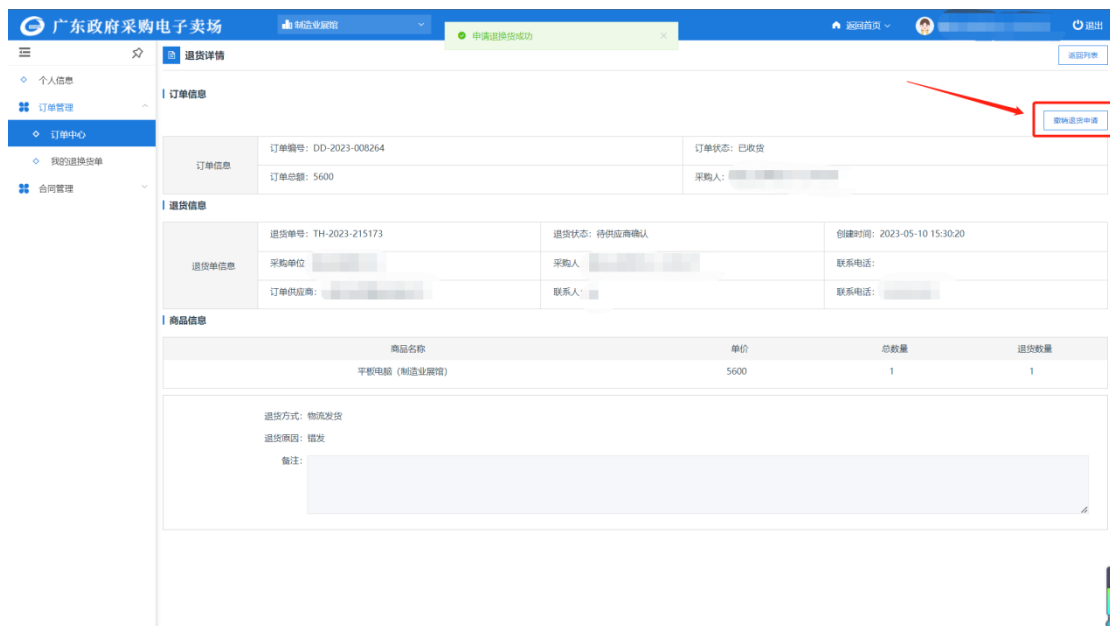 广东政府采购电子卖场
制造业展馆
申请退换货成功
返回首页
退出
个人信息
订单管理
订单中心
我的退换货单
合同管理
退货详情
返回列表
订单信息
撤销退货申请
订单信息
订单编号：DD-2023-008264
订单状态：已收货
订单总额：5600
采购人：
退货信息
退货单信息
退货单号：TH-2023-215173
退货状态：待供应商确认
创建时间：2023-05-10 15:30:20
采购单位
采购人
联系电话：
订单供应商：
联系人
联系电话：
商品信息
商品名称 单价 总数量 退货数量
平板电脑（制造业展馆） 5600 1 1
退货方式：物流发货
退货原因：错发
备注：